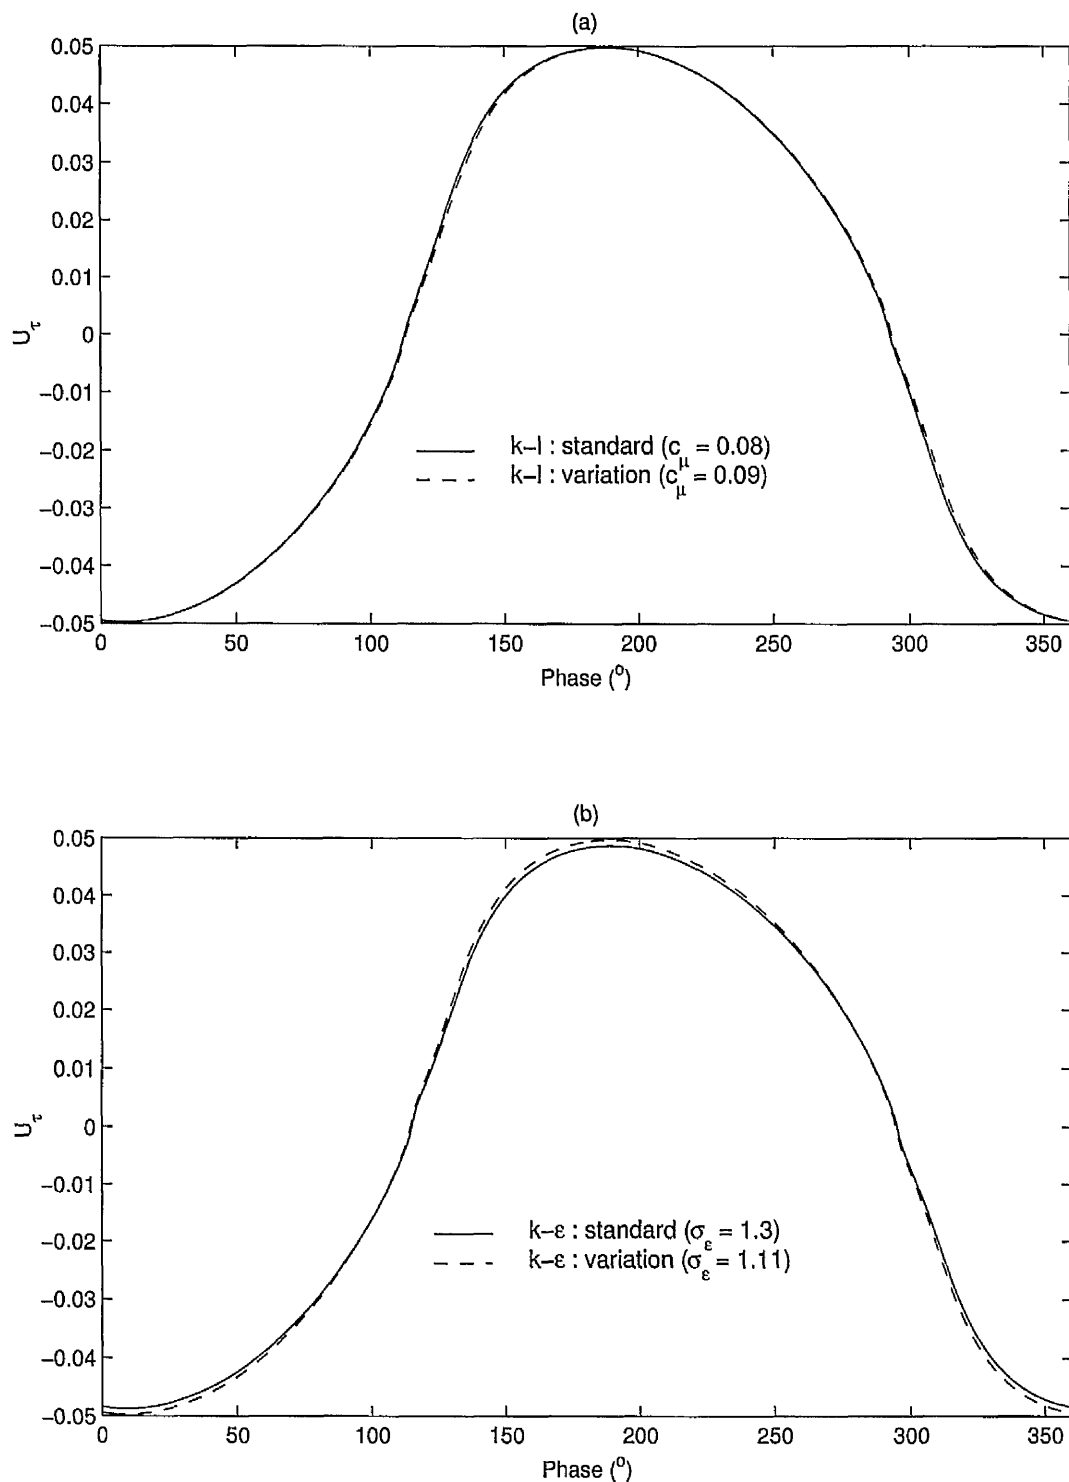 (a)
0.05
0.04
0.03
0.02
0.01
0
−0.01
−0.02
−0.03
−0.04
−0.05
U_τ
k−l : standard (c_μ = 0.08)
k−l : variation (c_μ = 0.09)
0 50 100 150 200 250 300 350
Phase (⁰)
(b)
0.05
0.04
0.03
0.02
0.01
0
−0.01
−0.02
−0.03
−0.04
−0.05
U_τ
k−ε : standard (σ_ε = 1.3)
k−ε : variation (σ_ε = 1.11)
0 50 100 150 200 250 300 350
Phase (⁰)